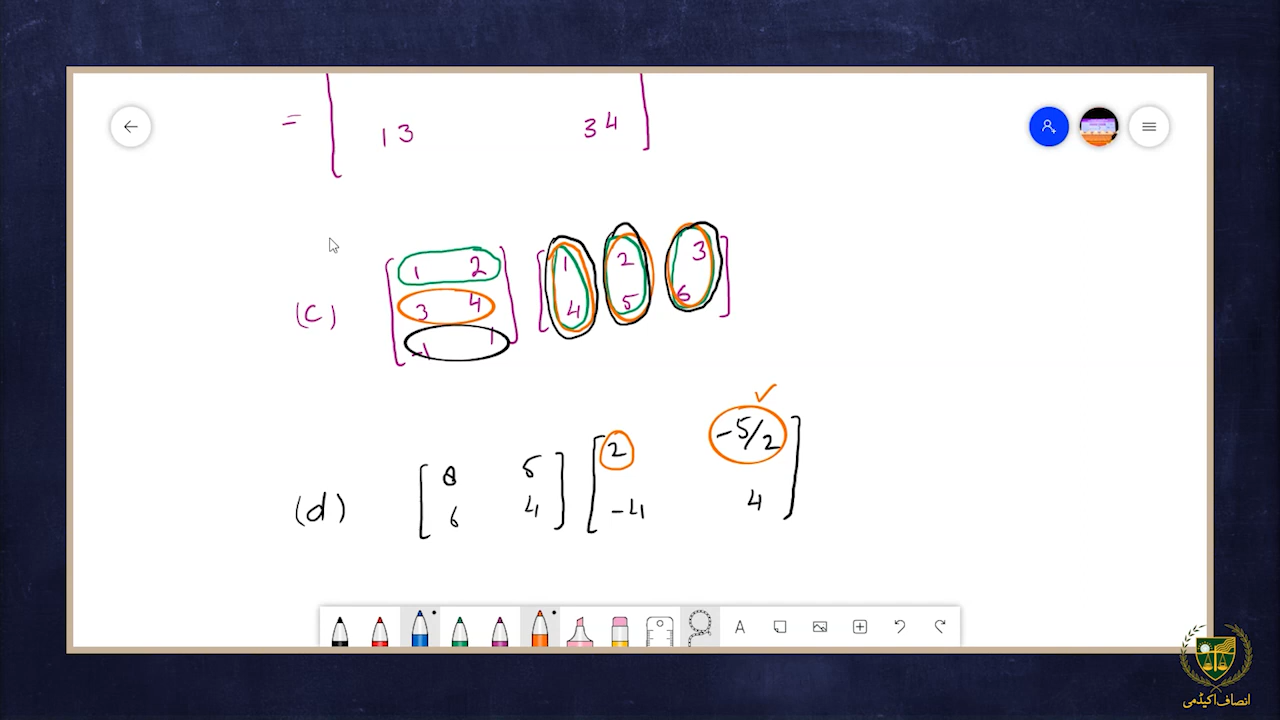 =
13 34
(c) [1 2] [1 2 3]
[3 4] [4 5 6]
[-1 1]
(d) [8 5] [2 -5/2]
[6 4] [-4 4]
A
انصاف اکیڈمی